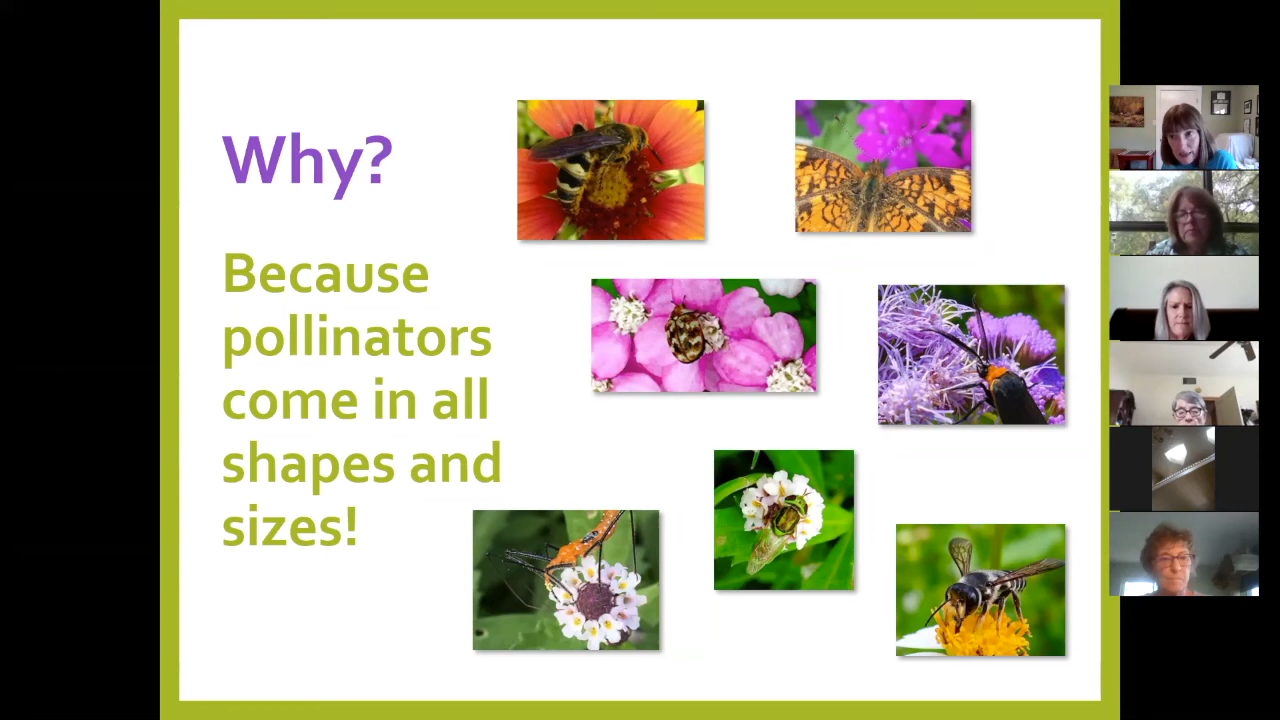 Why?
Because
pollinators
come in all
shapes and
sizes!